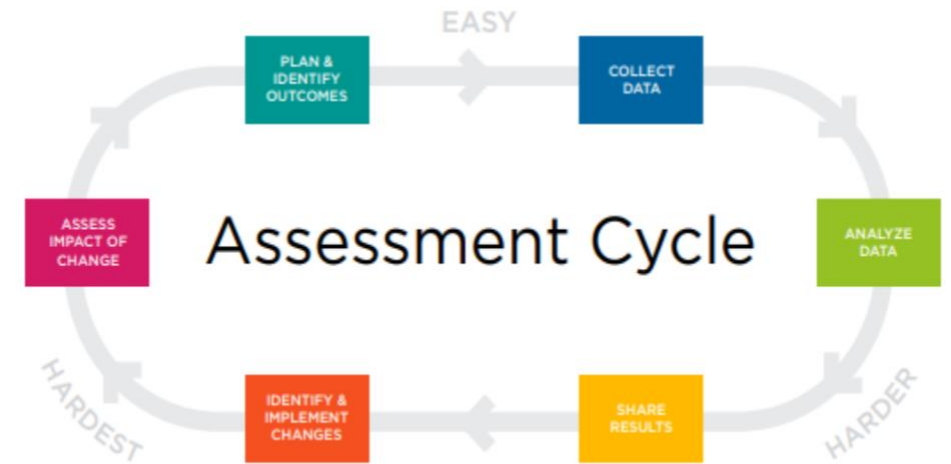 EASY
PLAN &
IDENTIFY
OUTCOMES
COLLECT
DATA
ASSESS
IMPACT OF
CHANGE
Assessment Cycle
ANALYZE
DATA
HARDEST
IDENTIFY &
IMPLEMENT
CHANGES
SHARE
RESULTS
HARDER